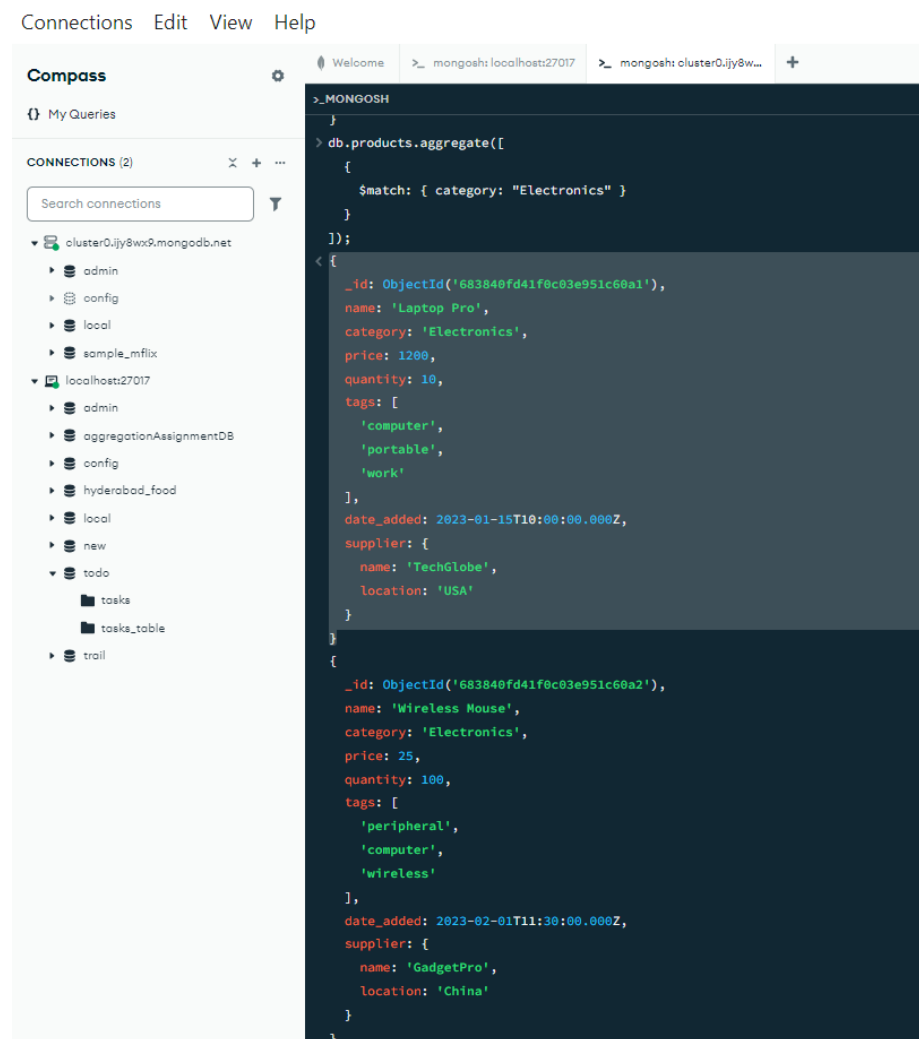 Connections Edit View Help
Compass
{} My Queries
CONNECTIONS (2)
Search connections
cluster0.ijy8wx9.mongodb.net
admin
config
local
sample_mflix
localhost:27017
admin
aggregationAssignmentDB
config
hyderabad_food
local
new
todo
tasks
tasks_table
trail
Welcome >_ mongosh: localhost:27017 >_ mongosh: cluster0.ijy8w... +
>_MONGOSH
}
> db.products.aggregate([
{
$match: { category: "Electronics" }
}
]);
< {
_id: ObjectId('683840fd41f0c03e951c60a1'),
name: 'Laptop Pro',
category: 'Electronics',
price: 1200,
quantity: 10,
tags: [
'computer',
'portable',
'work'
],
date_added: 2023-01-15T10:00:00.000Z,
supplier: {
name: 'TechGlobe',
location: 'USA'
}
}
{
_id: ObjectId('683840fd41f0c03e951c60a2'),
name: 'Wireless Mouse',
category: 'Electronics',
price: 25,
quantity: 100,
tags: [
'peripheral',
'computer',
'wireless'
],
date_added: 2023-02-01T11:30:00.000Z,
supplier: {
name: 'GadgetPro',
location: 'China'
}
}